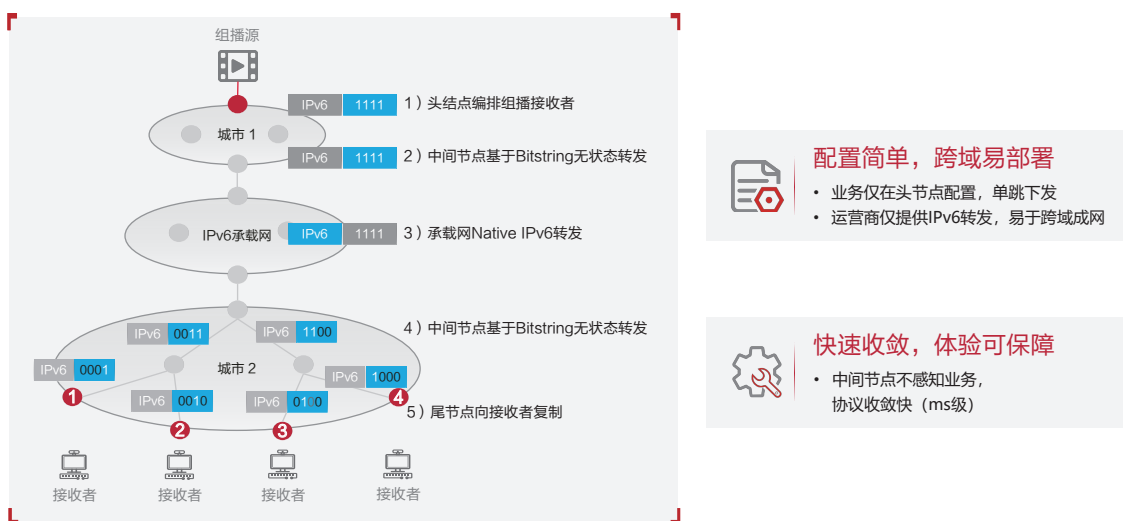 组播源
IPv6 1111 1）头结点编排组播接收者
城市 1
IPv6 1111 2）中间节点基于Bitstring无状态转发
IPv6承载网
IPv6 1111 3）承载网Native IPv6转发
IPv6 0011
IPv6 1100
4）中间节点基于Bitstring无状态转发
城市 2
IPv6 0001
IPv6 1000
IPv6 0010
IPv6 0100
1
4
5）尾节点向接收者复制
2
3
接收者
接收者
接收者
接收者
配置简单，跨域易部署
• 业务仅在头节点配置，单跳下发
• 运营商仅提供IPv6转发，易于跨域成网
快速收敛，体验可保障
• 中间节点不感知业务，
协议收敛快（ms级）